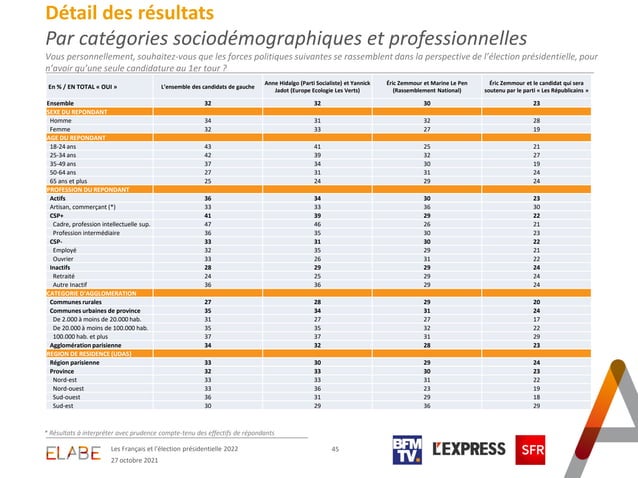 Détail des résultats
Par catégories sociodémographiques et professionnelles
Vous personnellement, souhaitez-vous que les forces politiques suivantes se rassemblent dans la perspective de l'élection présidentielle, pour
n'avoir qu'une seule candidature au 1er tour ?
En % / EN TOTAL « OUI » L'ensemble des candidats de gauche Anne Hidalgo (Parti Socialiste) et Yannick Jadot (Europe Ecologie Les Verts) Éric Zemmour et Marine Le Pen (Rassemblement National) Éric Zemmour et le candidat qui sera soutenu par le parti « Les Républicains »
Ensemble 32 32 30 23
SEXE DU REPONDANT
Homme 34 31 32 28
Femme 32 33 27 19
AGE DU REPONDANT
18-24 ans 43 41 25 21
25-34 ans 42 39 32 27
35-49 ans 37 34 30 19
50-64 ans 27 31 31 24
65 ans et plus 25 24 29 24
PROFESSION DU REPONDANT
Actifs 36 34 30 23
Artisan, commerçant (*) 33 33 36 30
CSP+ 41 39 29 22
Cadre, profession intellectuelle sup. 47 46 26 21
Profession intermédiaire 36 35 30 23
CSP- 33 31 30 22
Employé 32 35 29 21
Ouvrier 33 26 31 22
Inactifs 28 29 29 24
Retraité 24 25 29 24
Autre Inactif 36 36 29 24
CATEGORIE D'AGGLOMERATION
Communes rurales 27 28 29 20
Communes urbaines de province 35 34 31 24
De 2.000 à moins de 20.000 hab. 31 27 27 17
De 20.000 à moins de 100.000 hab. 35 35 32 22
100.000 hab. et plus 37 37 31 29
Agglomération parisienne 34 32 28 23
REGION DE RESIDENCE (UDA5)
Région parisienne 33 30 29 24
Province 32 33 30 23
Nord-est 33 33 31 22
Nord-ouest 33 36 23 19
Sud-ouest 36 31 29 18
Sud-est 30 29 36 29
* Résultats à interpréter avec prudence compte-tenu des effectifs de répondants
ELABE
Les Français et l'élection présidentielle 2022
27 octobre 2021
45
BFM
TV.
L'EXPRESS
SFR